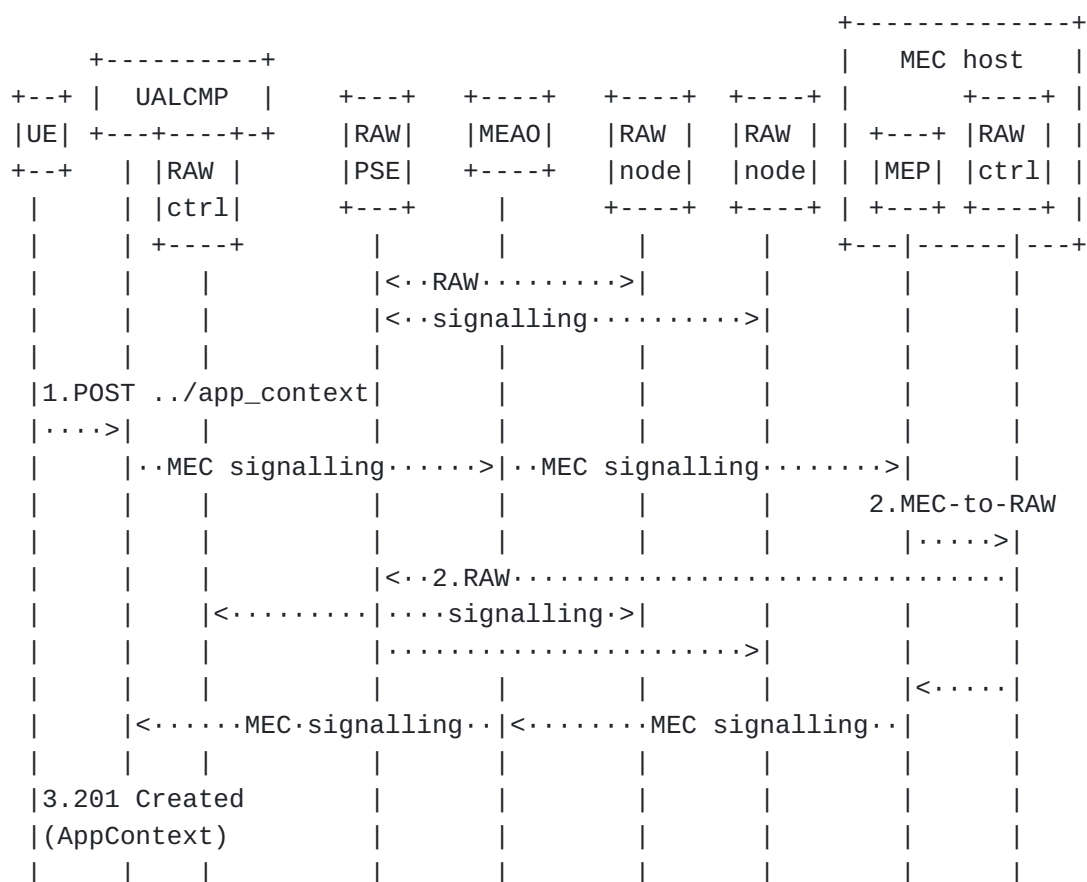 +--------------+
     +----------+                                   |   MEC host   |
+--+ |  UALCMP  |    +---+   +----+   +----+  +----+ |       +----+ |
|UE| +---+----+-+    |RAW|   |MEAO|   |RAW |  |RAW | | +---+ |RAW | |
+--+   | |RAW |      |PSE|   +----+   |node|  |node| | |MEP| |ctrl| |
 |     | |ctrl|      +---+     |      +----+  +----+ | +---+ +----+ |
 |     | +----+        |       |        |       |    +---|------|---+
 |     |    |          |<··RAW·········>|       |        |      |
 |     |    |          |<··signalling··········>|        |      |
 |     |    |          |       |        |       |        |      |
 |1.POST ../app_context|       |        |       |        |      |
 |····>|    |          |       |        |       |        |      |
 |     |··MEC signalling······>|··MEC signalling········>|      |
 |     |    |          |       |        |       |      2.MEC-to-RAW
 |     |    |          |       |        |       |        |·····>|
 |     |    |          |<··2.RAW································|
 |     |    |<·········|····signalling·>|       |        |      |
 |     |    |          |·······················>|        |      |
 |     |    |          |       |        |       |        |<·····|
 |     |<······MEC·signalling··|<········MEC signalling··|      |
 |     |    |          |       |        |       |        |      |
 |3.201 Created        |       |        |       |        |      |
 |(AppContext)         |       |        |       |        |      |
 |     |    |          |       |        |       |        |      |